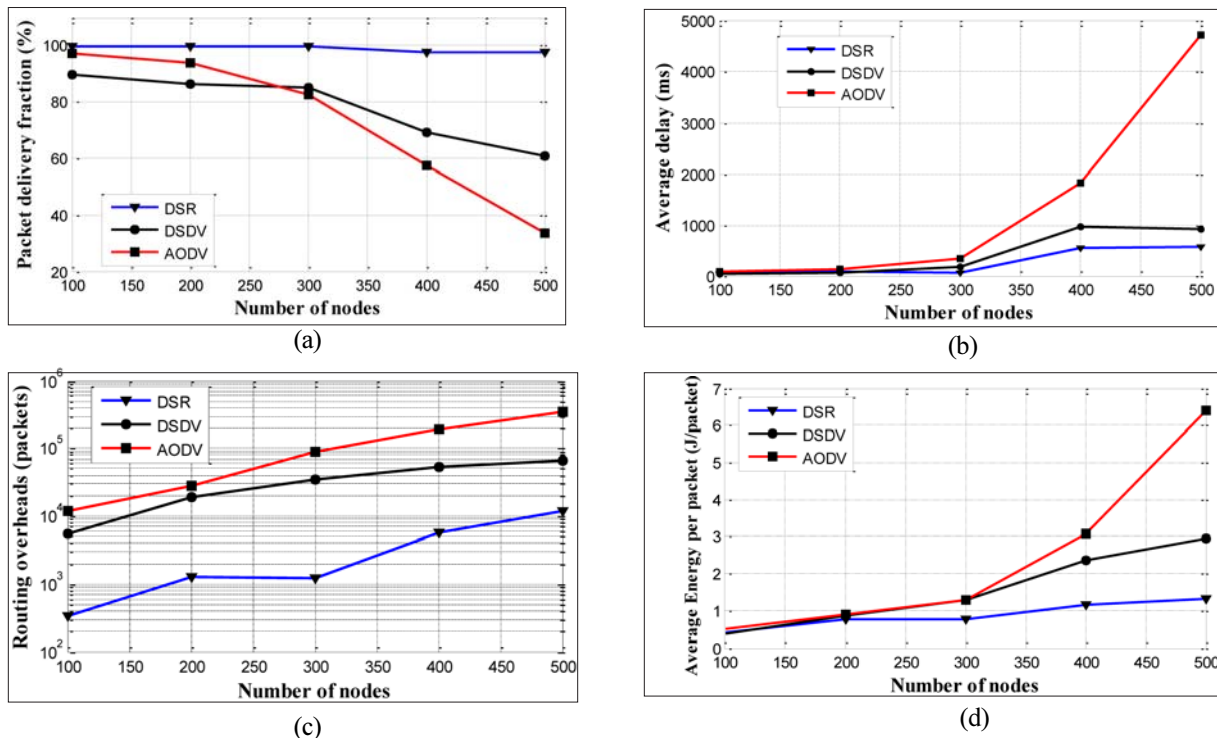 Packet delivery fraction (%)
100
80
60
40
20
DSR
DSDV
AODV
100 150 200 250 300 350 400 450 500
Number of nodes
(a)
Average delay (ms)
5000
4000
3000
2000
1000
0
DSR
DSDV
AODV
100 150 200 250 300 350 400 450 500
Number of nodes
(b)
Routing overheads (packets)
10^6
10^5
10^4
10^3
10^2
DSR
DSDV
AODV
100 150 200 250 300 350 400 450 500
Number of nodes
(c)
Average Energy per packet (J/packet)
7
6
5
4
3
2
1
0
DSR
DSDV
AODV
100 150 200 250 300 350 400 450 500
Number of nodes
(d)